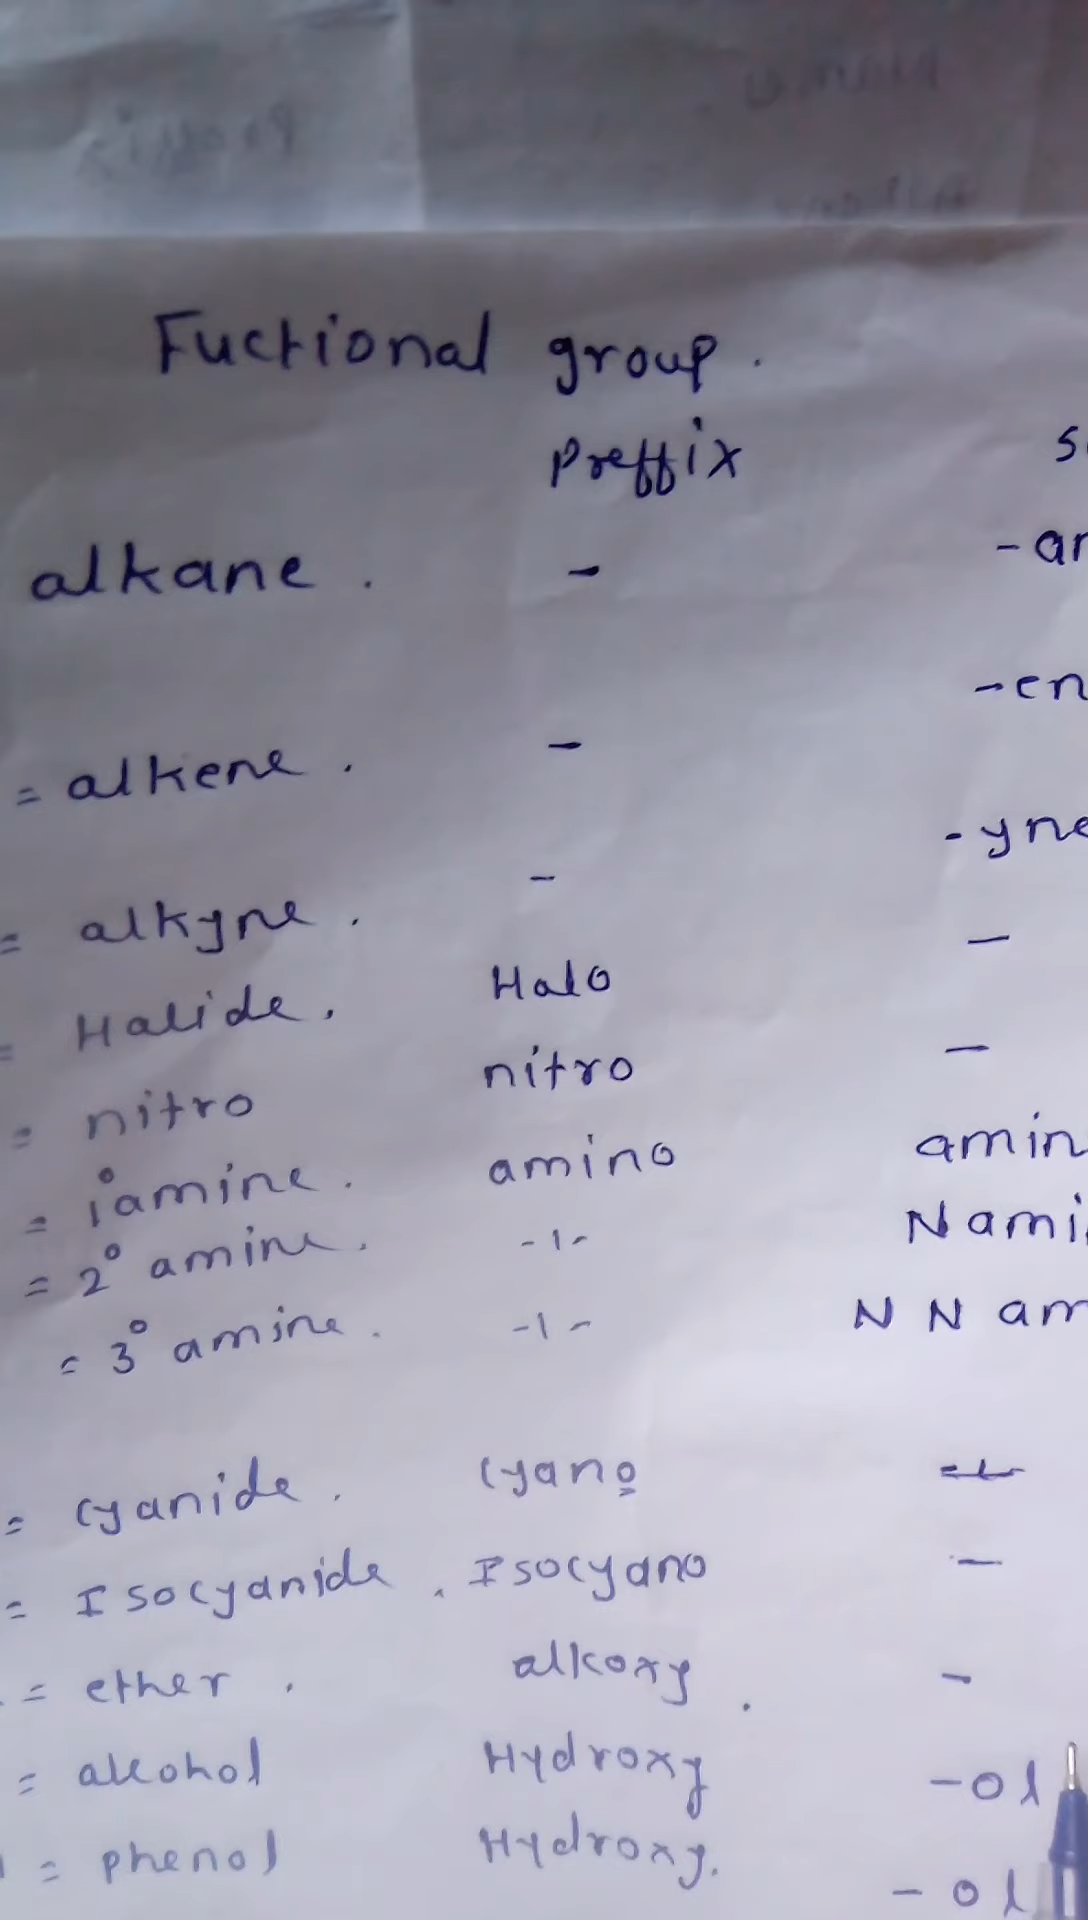 Fuctional group.
Preffix
alkane. - - an
= alkene. - - en
= alkyne. - - yne
= Halide. Halo -
= nitro nitro -
= 1° amine. amino amin
= 2° amine. -1- N ami
= 3° amine. -1- N N am
= cyanide. cyano
= Isocyanide. Isocyano -
= ether. alkoxy. -
= alcohol Hydroxy - ol
= phenol Hydroxy. - ol